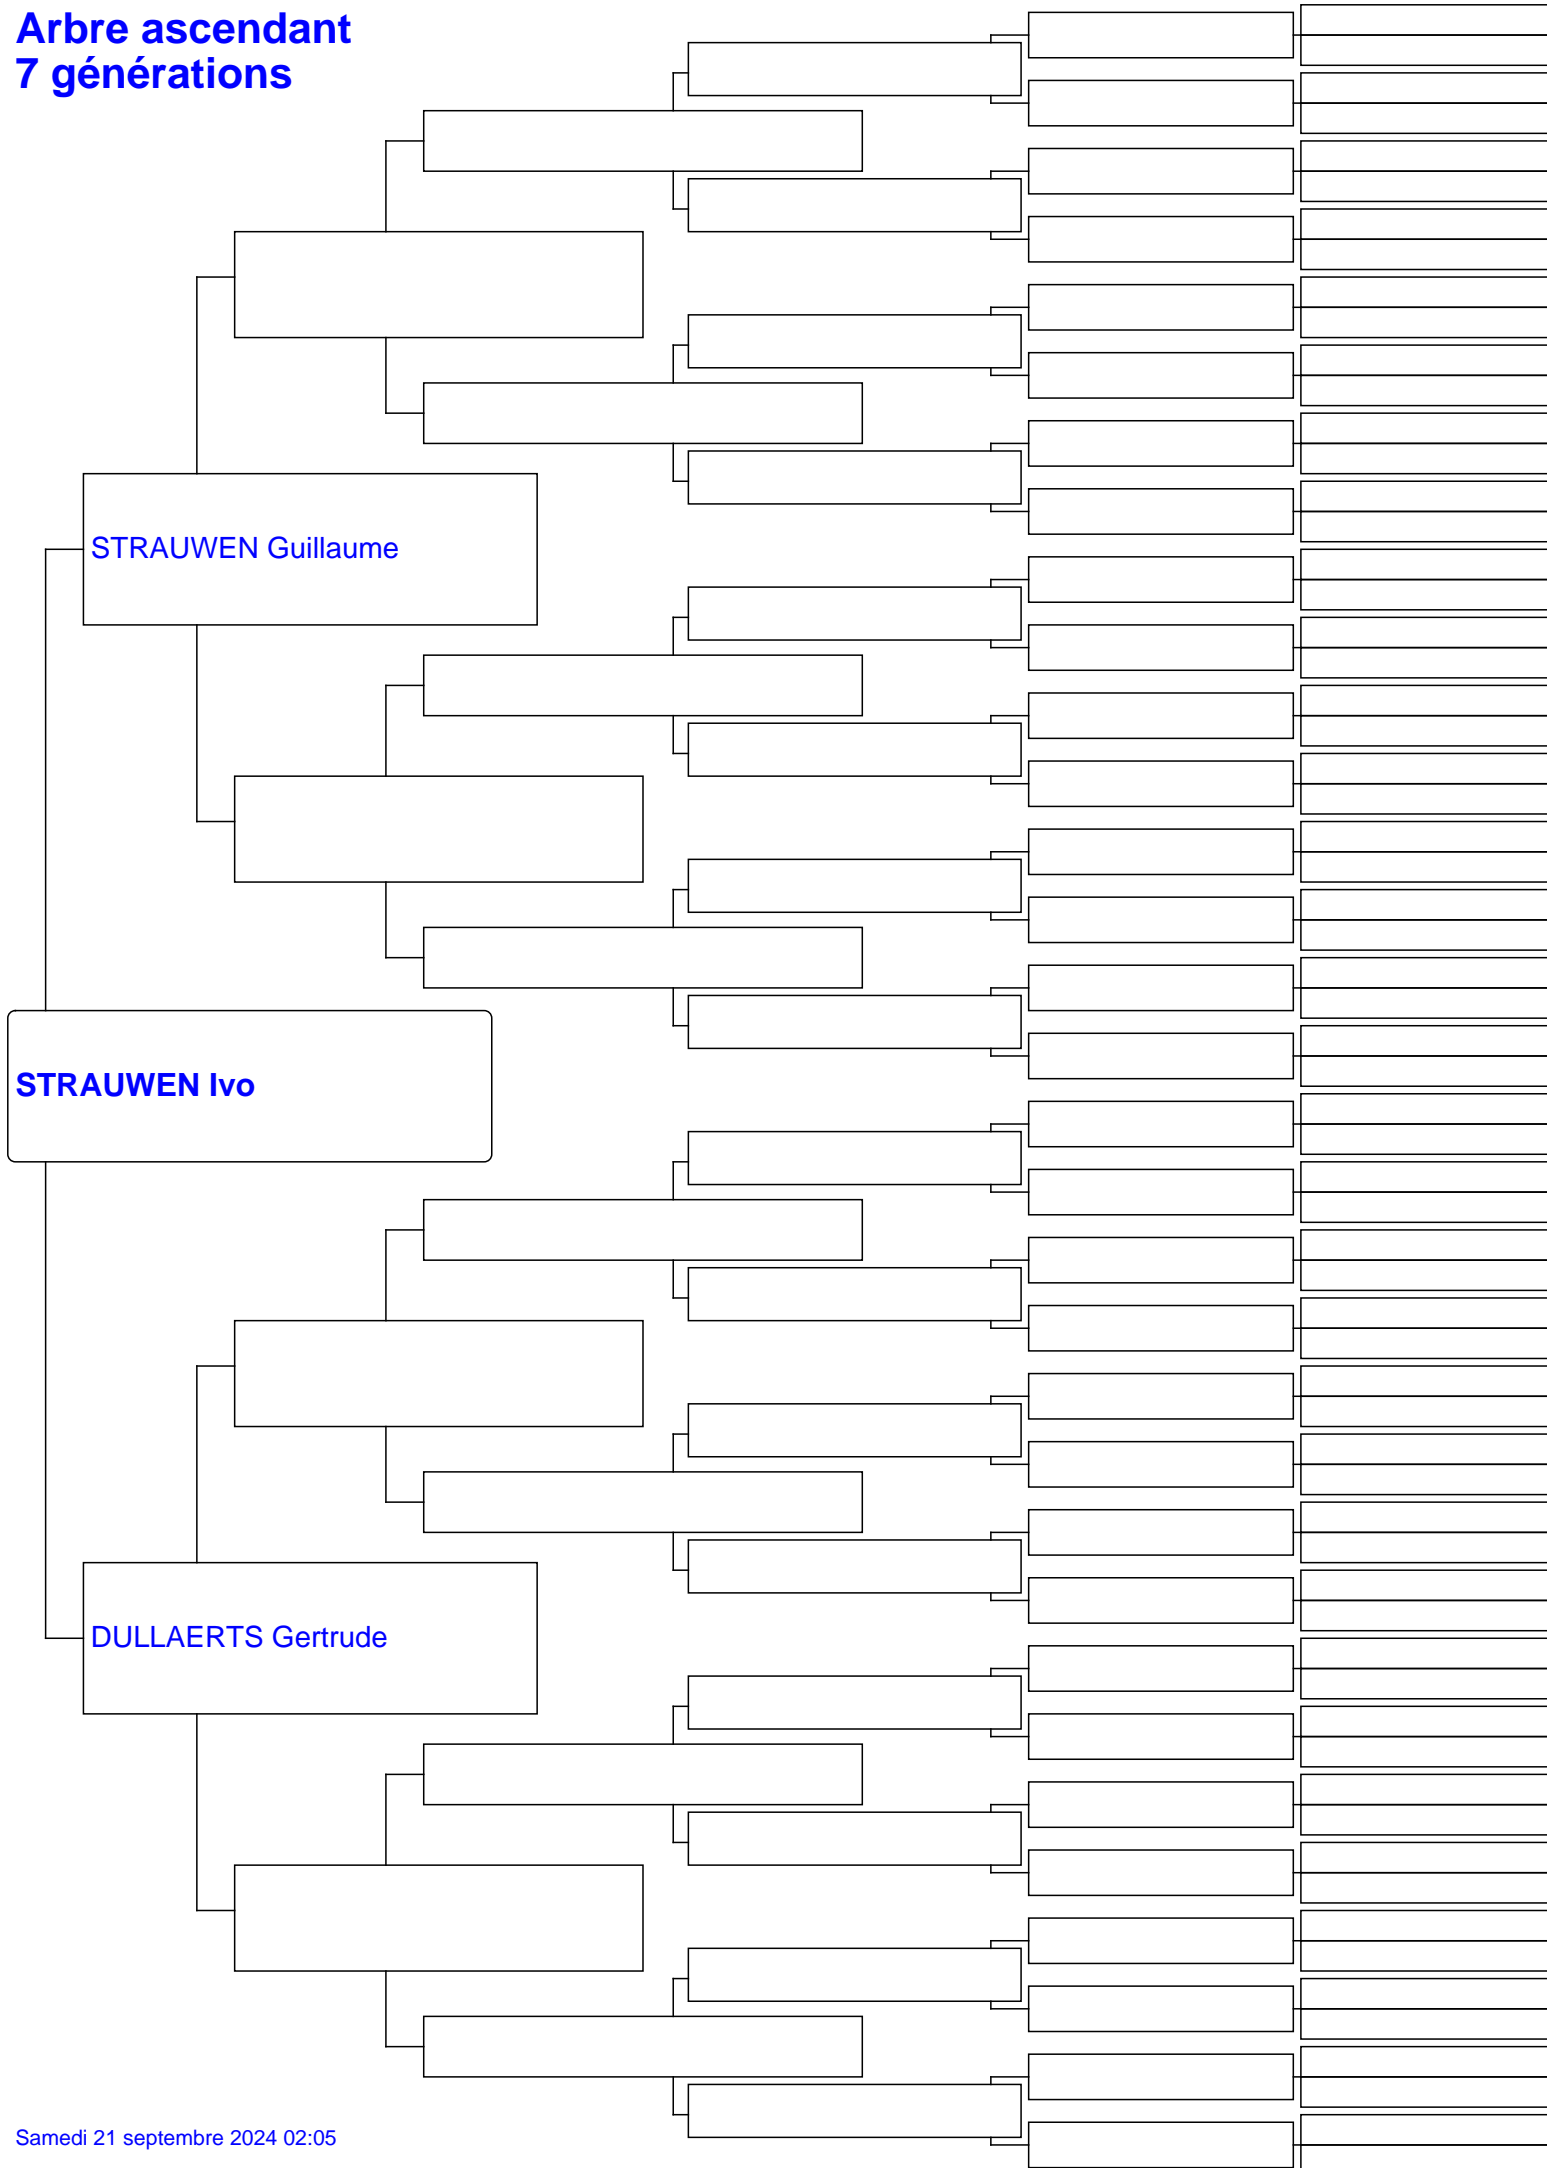 Arbre ascendant
7 générations
STRAUWEN Guillaume
STRAUWEN Ivo
DULLAERTS Gertrude
Samedi 21 septembre 2024 02:05